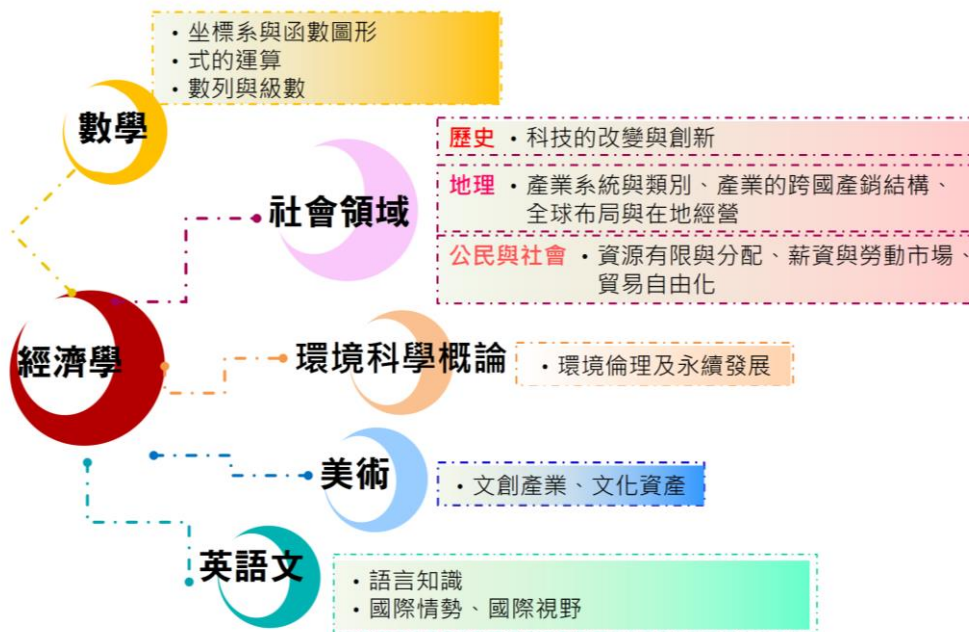 • 坐標系與函數圖形
• 式的運算
• 數列與級數
數學
社會領域
歷史 • 科技的改變與創新
地理 • 產業系統與類別、產業的跨國產銷結構、
全球布局與在地經營
公民與社會 • 資源有限與分配、薪資與勞動市場、
貿易自由化
經濟學
環境科學概論
• 環境倫理及永續發展
美術
• 文創產業、文化資產
英語文
• 語言知識
• 國際情勢、國際視野